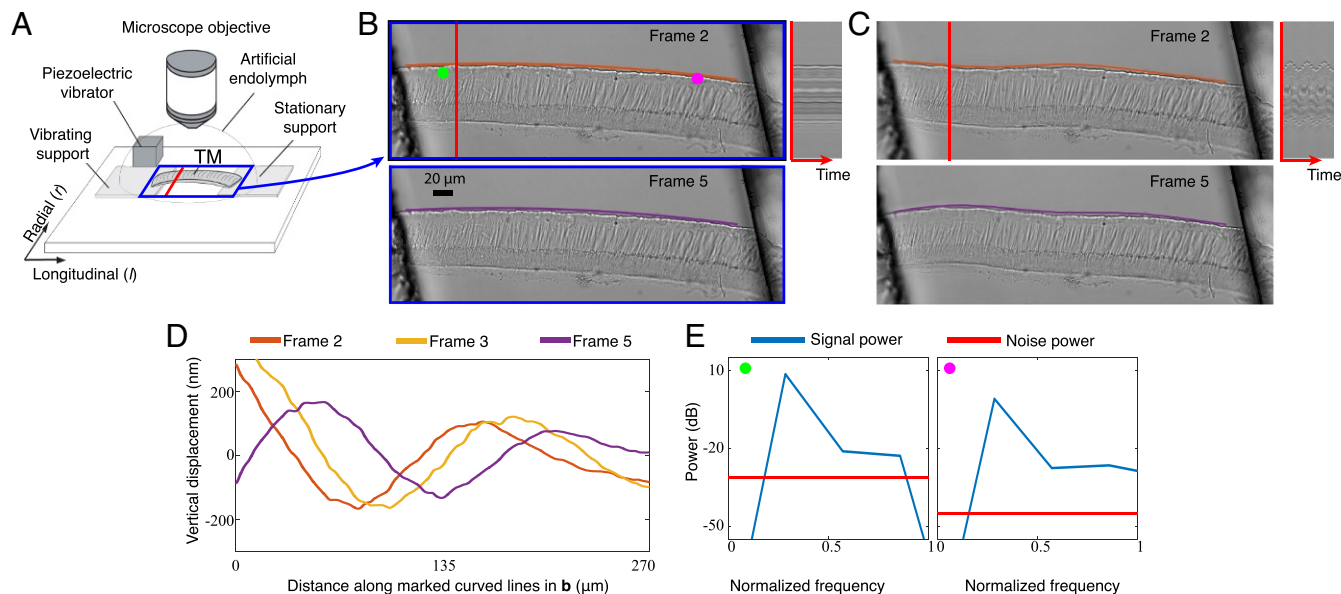 A
Microscope objective
Piezoelectric
vibrator
Artificial
endolymph
Vibrating
support
Stationary
support
TM
Radial (r)
Longitudinal (l)
B
Frame 2
Time
20 µm
Frame 5
C
Frame 2
Time
Frame 5
D
Frame 2
Frame 3
Frame 5
Vertical displacement (nm)
200
0
-200
0
135
270
Distance along marked curved lines in b (µm)
E
Signal power
Noise power
Power (dB)
10
-20
-50
0
0.5
1
0
0.5
1
Normalized frequency
Normalized frequency